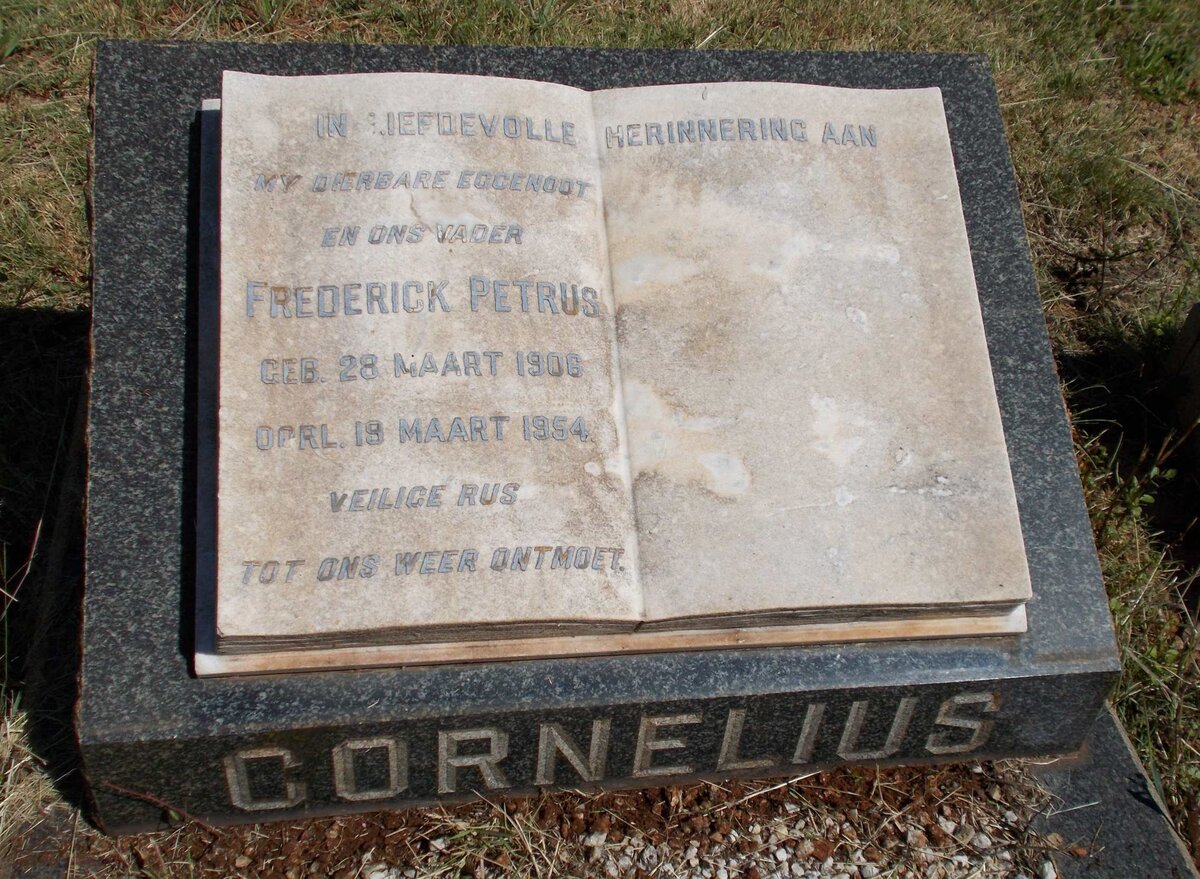 IN LIEFDEVOLLE HERINNERING AAN
MY DIERBARE EGGENOOT
EN ONS VADER
FREDERICK PETRUS
GEB. 28 MAART 1906
OORL. 19 MAART 1954.
VEILIGE RUS
TOT ONS WEER ONTMOET.
CORNELIUS